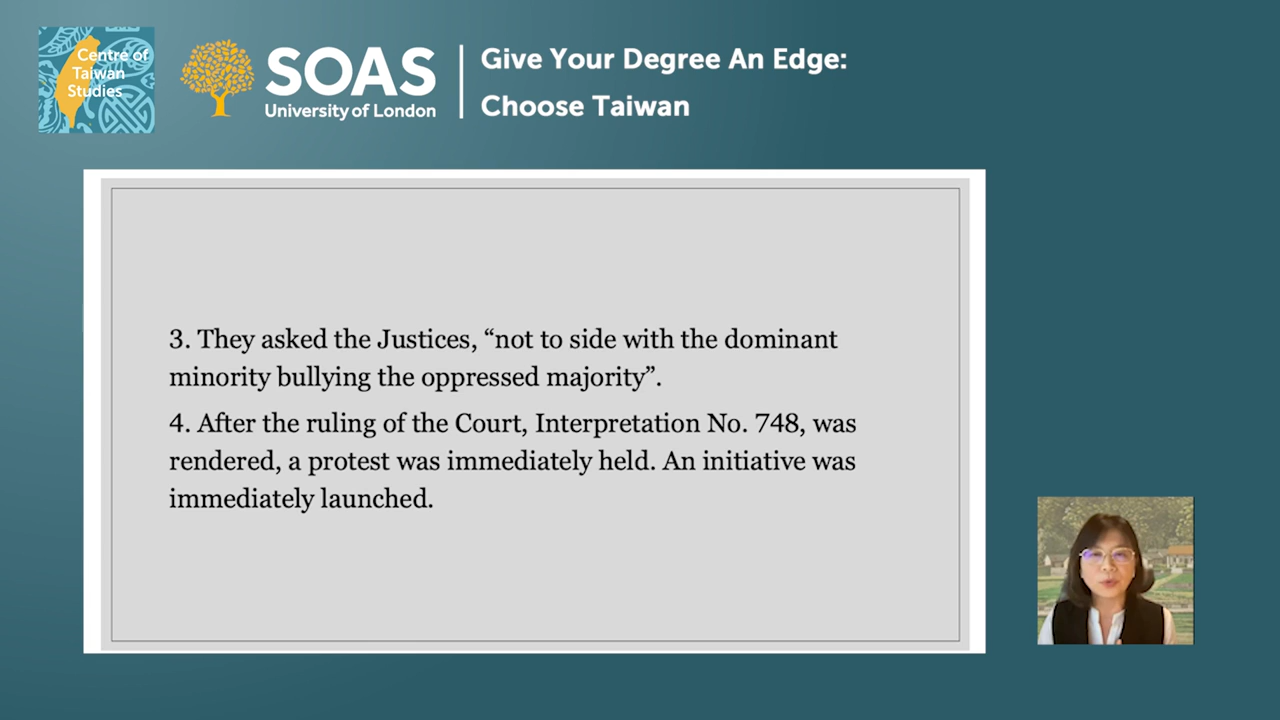 Centre of
Taiwan
Studies
SOAS
University of London
Give Your Degree An Edge:
Choose Taiwan
3. They asked the Justices, “not to side with the dominant
minority bullying the oppressed majority”.
4. After the ruling of the Court, Interpretation No. 748, was
rendered, a protest was immediately held. An initiative was
immediately launched.